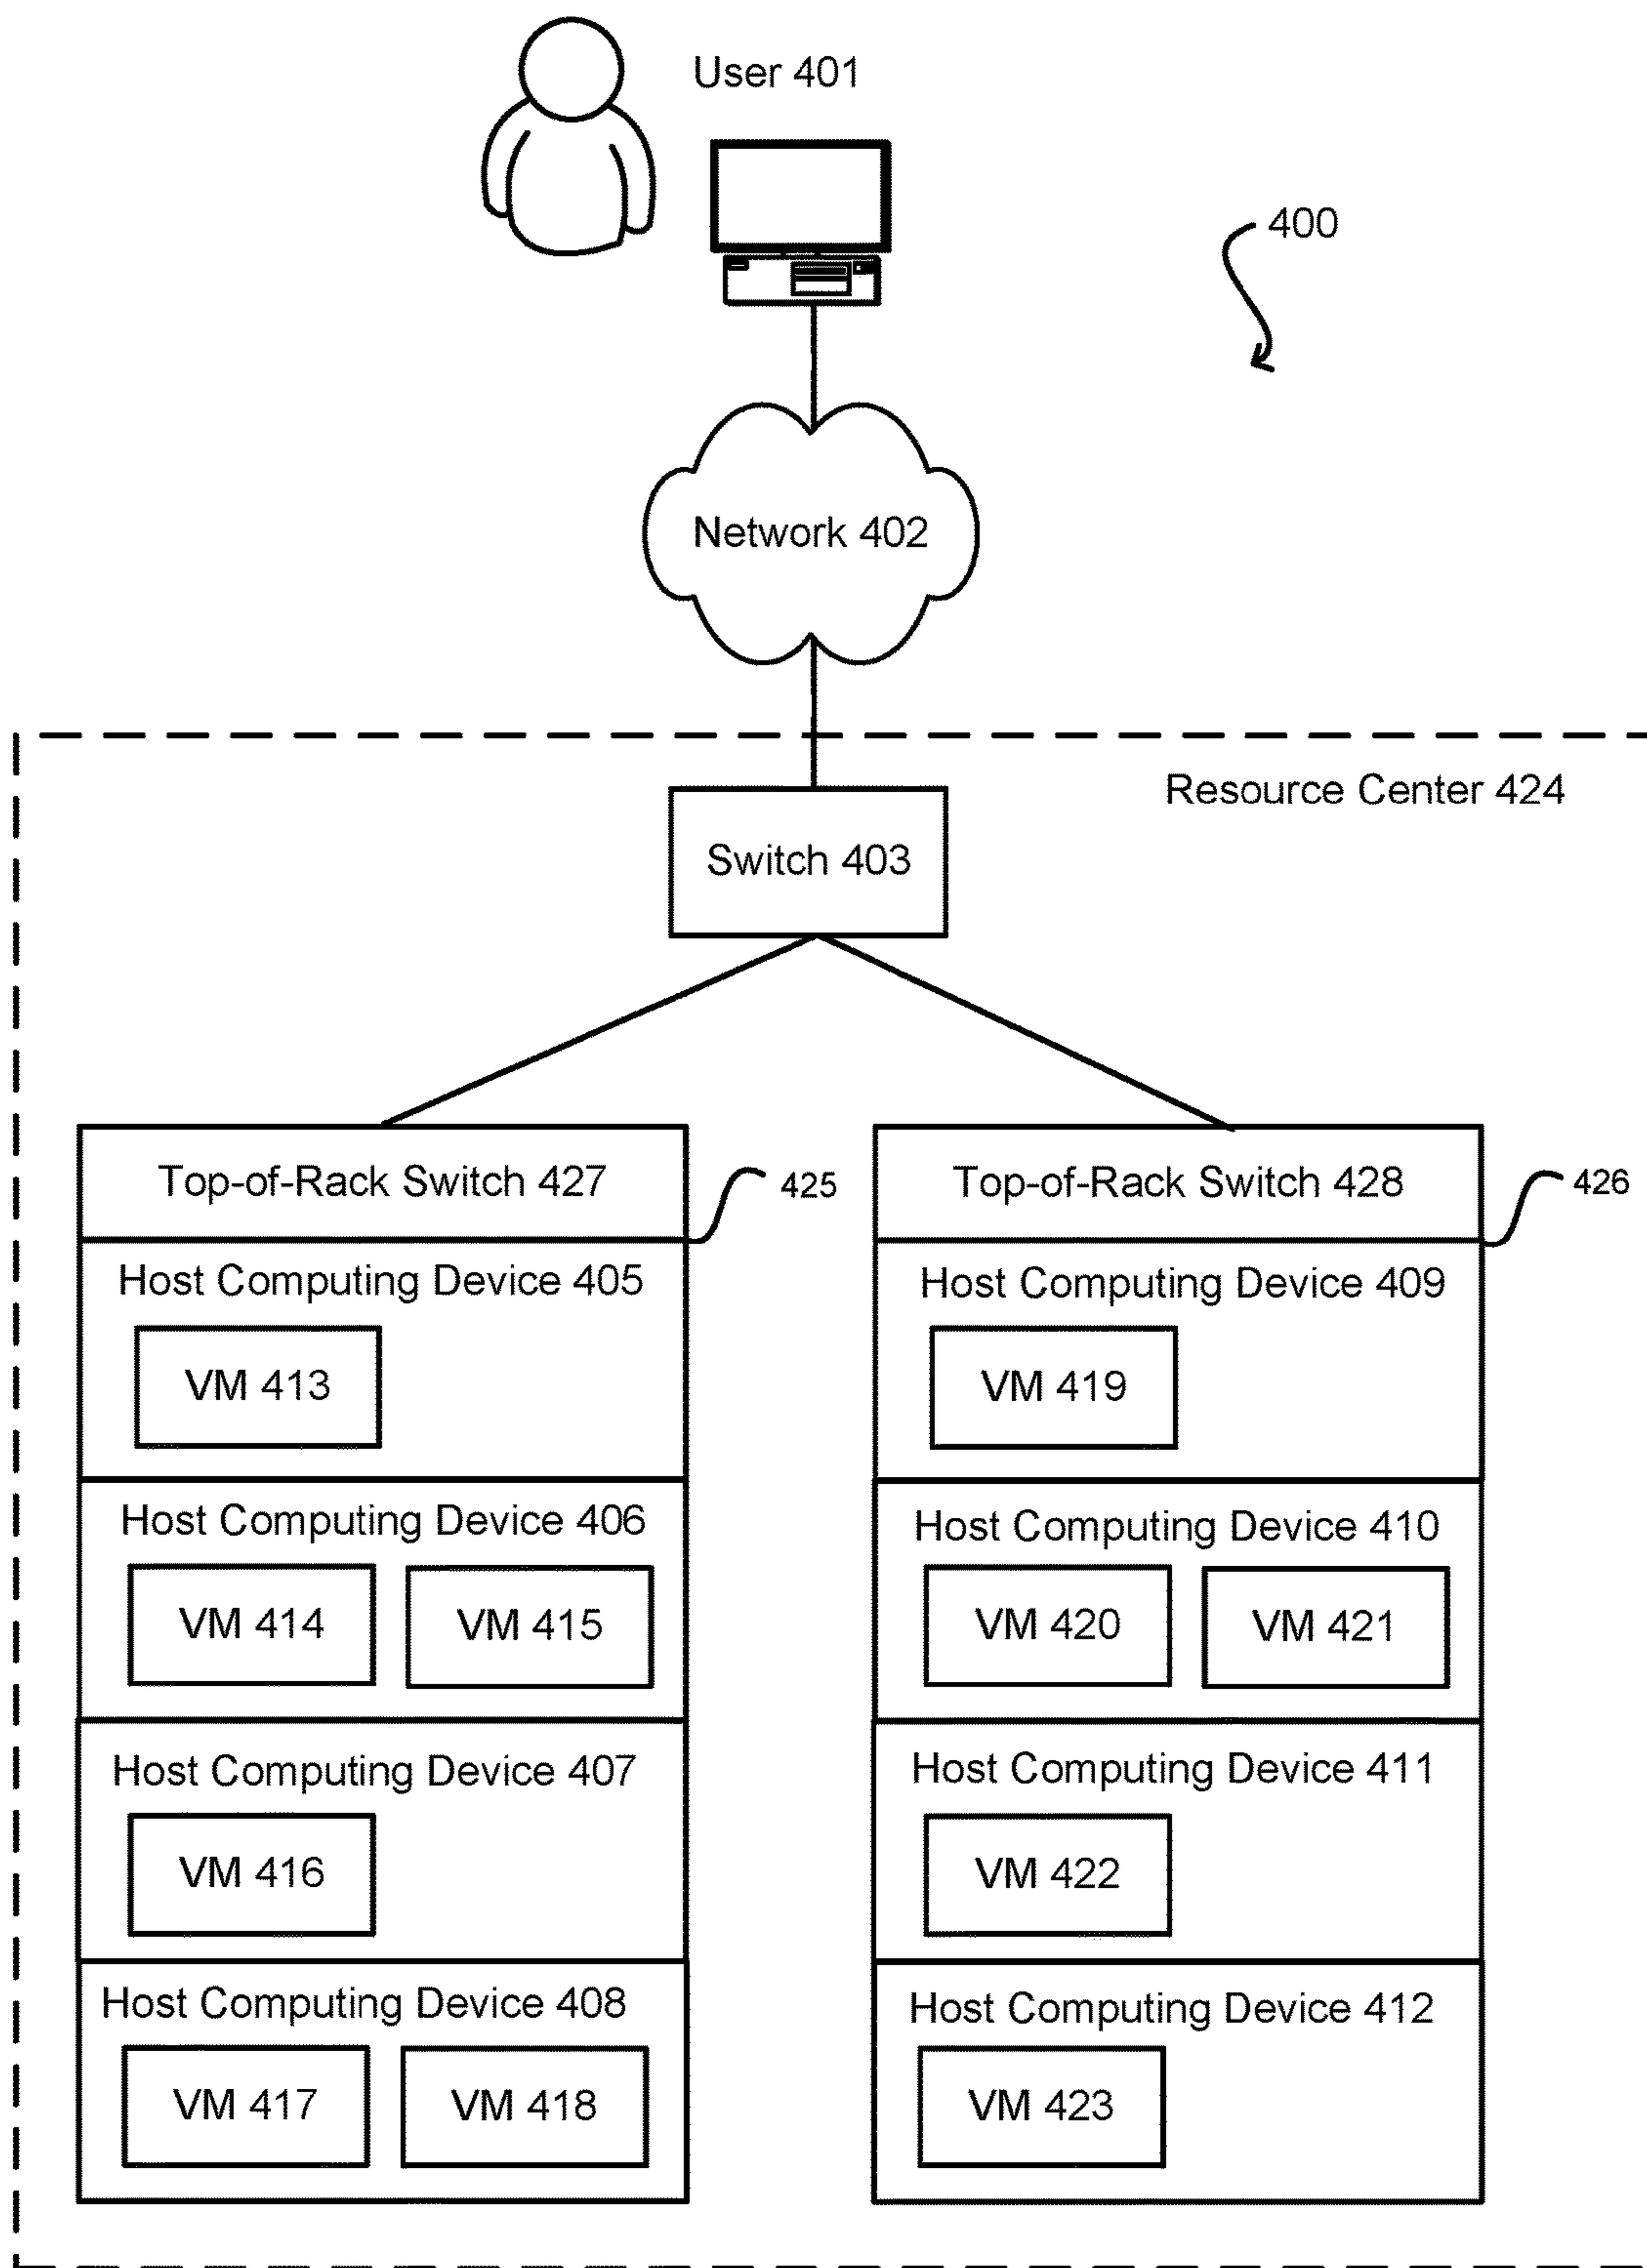 User 401
400
Network 402
Resource Center 424
Switch 403
Top-of-Rack Switch 427
425
Host Computing Device 405
VM 413
Host Computing Device 406
VM 414
VM 415
Host Computing Device 407
VM 416
Host Computing Device 408
VM 417
VM 418
Top-of-Rack Switch 428
426
Host Computing Device 409
VM 419
Host Computing Device 410
VM 420
VM 421
Host Computing Device 411
VM 422
Host Computing Device 412
VM 423